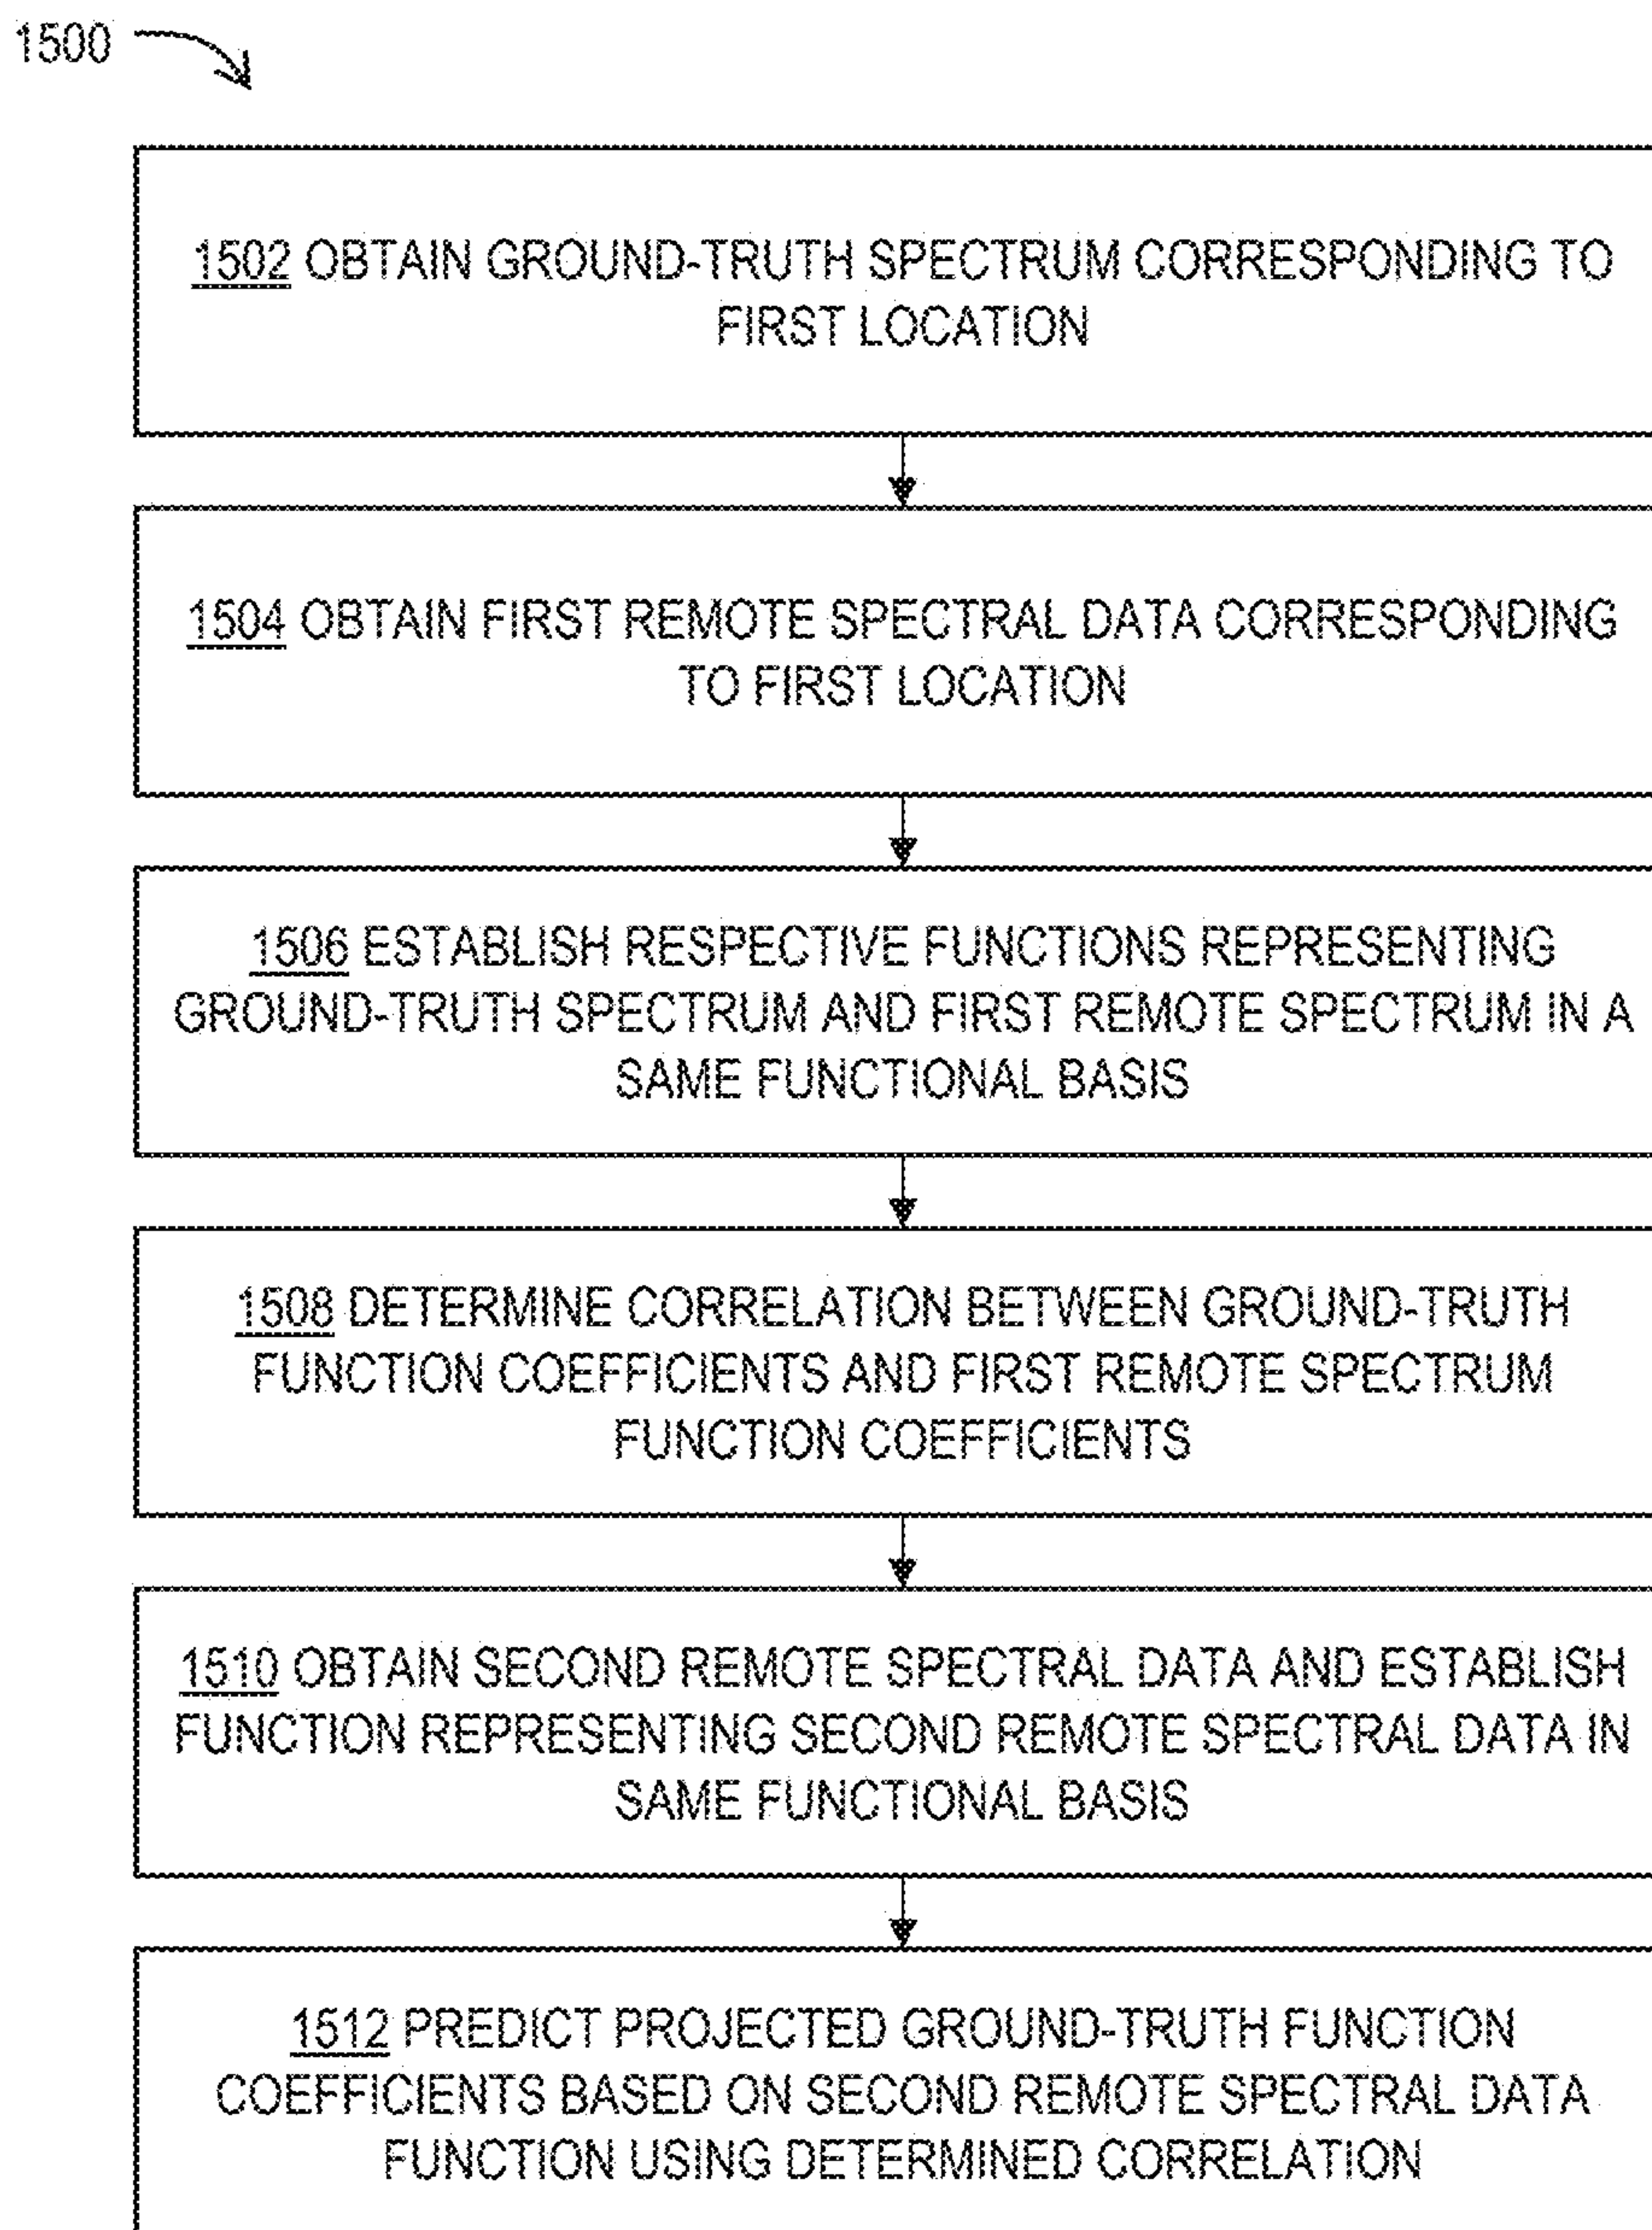 1500
1502 OBTAIN GROUND-TRUTH SPECTRUM CORRESPONDING TO
FIRST LOCATION
1504 OBTAIN FIRST REMOTE SPECTRAL DATA CORRESPONDING
TO FIRST LOCATION
1506 ESTABLISH RESPECTIVE FUNCTIONS REPRESENTING
GROUND-TRUTH SPECTRUM AND FIRST REMOTE SPECTRUM IN A
SAME FUNCTIONAL BASIS
1508 DETERMINE CORRELATION BETWEEN GROUND-TRUTH
FUNCTION COEFFICIENTS AND FIRST REMOTE SPECTRUM
FUNCTION COEFFICIENTS
1510 OBTAIN SECOND REMOTE SPECTRAL DATA AND ESTABLISH
FUNCTION REPRESENTING SECOND REMOTE SPECTRAL DATA IN
SAME FUNCTIONAL BASIS
1512 PREDICT PROJECTED GROUND-TRUTH FUNCTION
COEFFICIENTS BASED ON SECOND REMOTE SPECTRAL DATA
FUNCTION USING DETERMINED CORRELATION